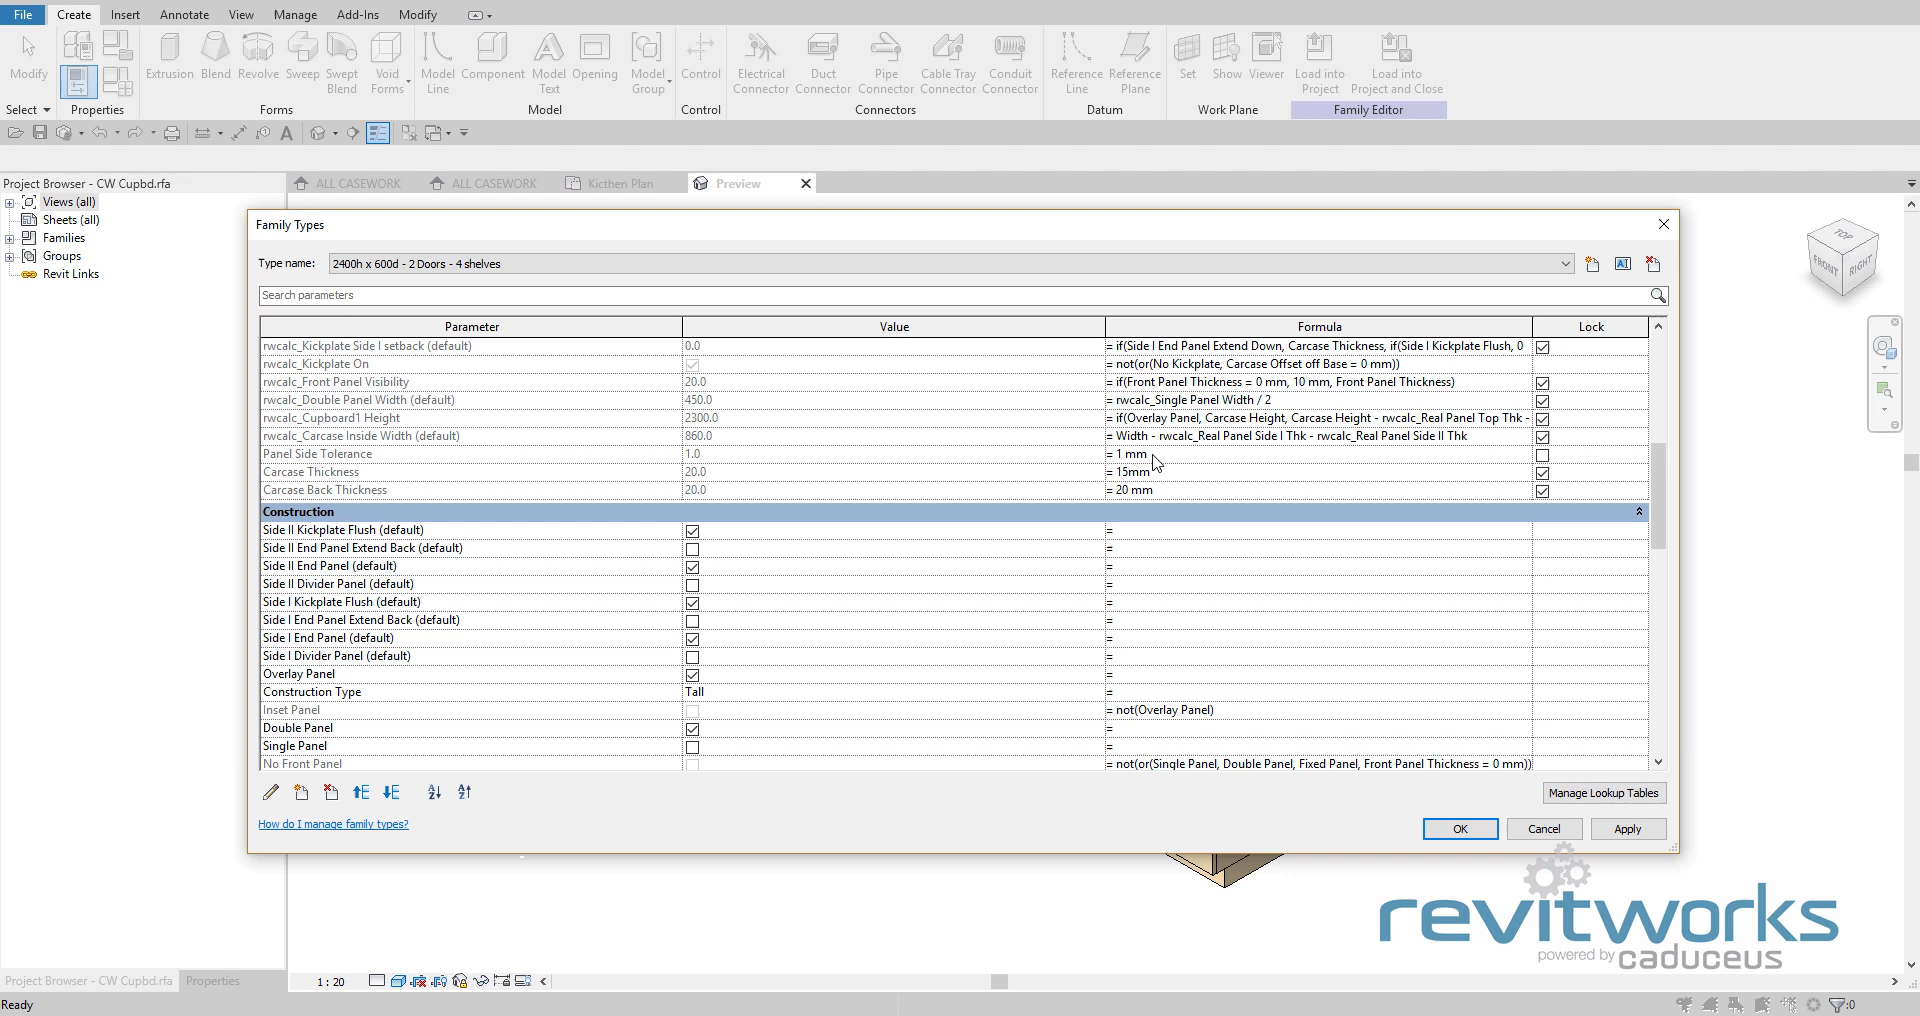 File Create Insert Annotate View Manage Add-Ins Modify
Modify Extrusion Blend Revolve Sweep Swept Blend Void Forms Model Line Component Model Text Opening Model Group Control Electrical Connector Duct Connector Pipe Connector Cable Tray Connector Conduit Connector Reference Line Reference Plane Set Show Viewer Load into Project Load into Project and Close
Select Properties Forms Model Control Connectors Datum Work Plane Family Editor
Project Browser - CW Cupbd.rfa ALL CASEWORK ALL CASEWORK Kicthen Plan Preview
Views (all)
Sheets (all)
Families
Groups
Revit Links
TOP
FRONT RIGHT
Family Types
Type name: 2400h x 600d - 2 Doors - 4 shelves
Search parameters
Parameter Value Formula Lock
rwcalc_Kickplate Side I setback (default) 0.0 = if(Side I End Panel Extend Down, Carcase Thickness, if(Side I Kickplate Flush, 0
rwcalc_Kickplate On = not(or(No Kickplate, Carcase Offset off Base = 0 mm))
rwcalc_Front Panel Visibility 20.0 = if(Front Panel Thickness = 0 mm, 10 mm, Front Panel Thickness)
rwcalc_Double Panel Width (default) 450.0 = rwcalc_Single Panel Width / 2
rwcalc_Cupboard1 Height 2300.0 = if(Overlay Panel, Carcase Height, Carcase Height - rwcalc_Real Panel Top Thk -
rwcalc_Carcase Inside Width (default) 860.0 = Width - rwcalc_Real Panel Side I Thk - rwcalc_Real Panel Side II Thk
Panel Side Tolerance 1.0 = 1 mm
Carcase Thickness 20.0 = 15mm
Carcase Back Thickness 20.0 = 20 mm
Construction
Side II Kickplate Flush (default) =
Side II End Panel Extend Back (default) =
Side II End Panel (default) =
Side II Divider Panel (default) =
Side I Kickplate Flush (default) =
Side I End Panel Extend Back (default) =
Side I End Panel (default) =
Side I Divider Panel (default) =
Overlay Panel =
Construction Type Tall =
Inset Panel = not(Overlay Panel)
Double Panel =
Single Panel =
No Front Panel = not(or(Single Panel, Double Panel, Fixed Panel, Front Panel Thickness = 0 mm))
Manage Lookup Tables
How do I manage family types?
OK Cancel Apply
revitworks
powered by caduceus
Project Browser - CW Cupbd.rfa Properties 1 : 20
Ready :0